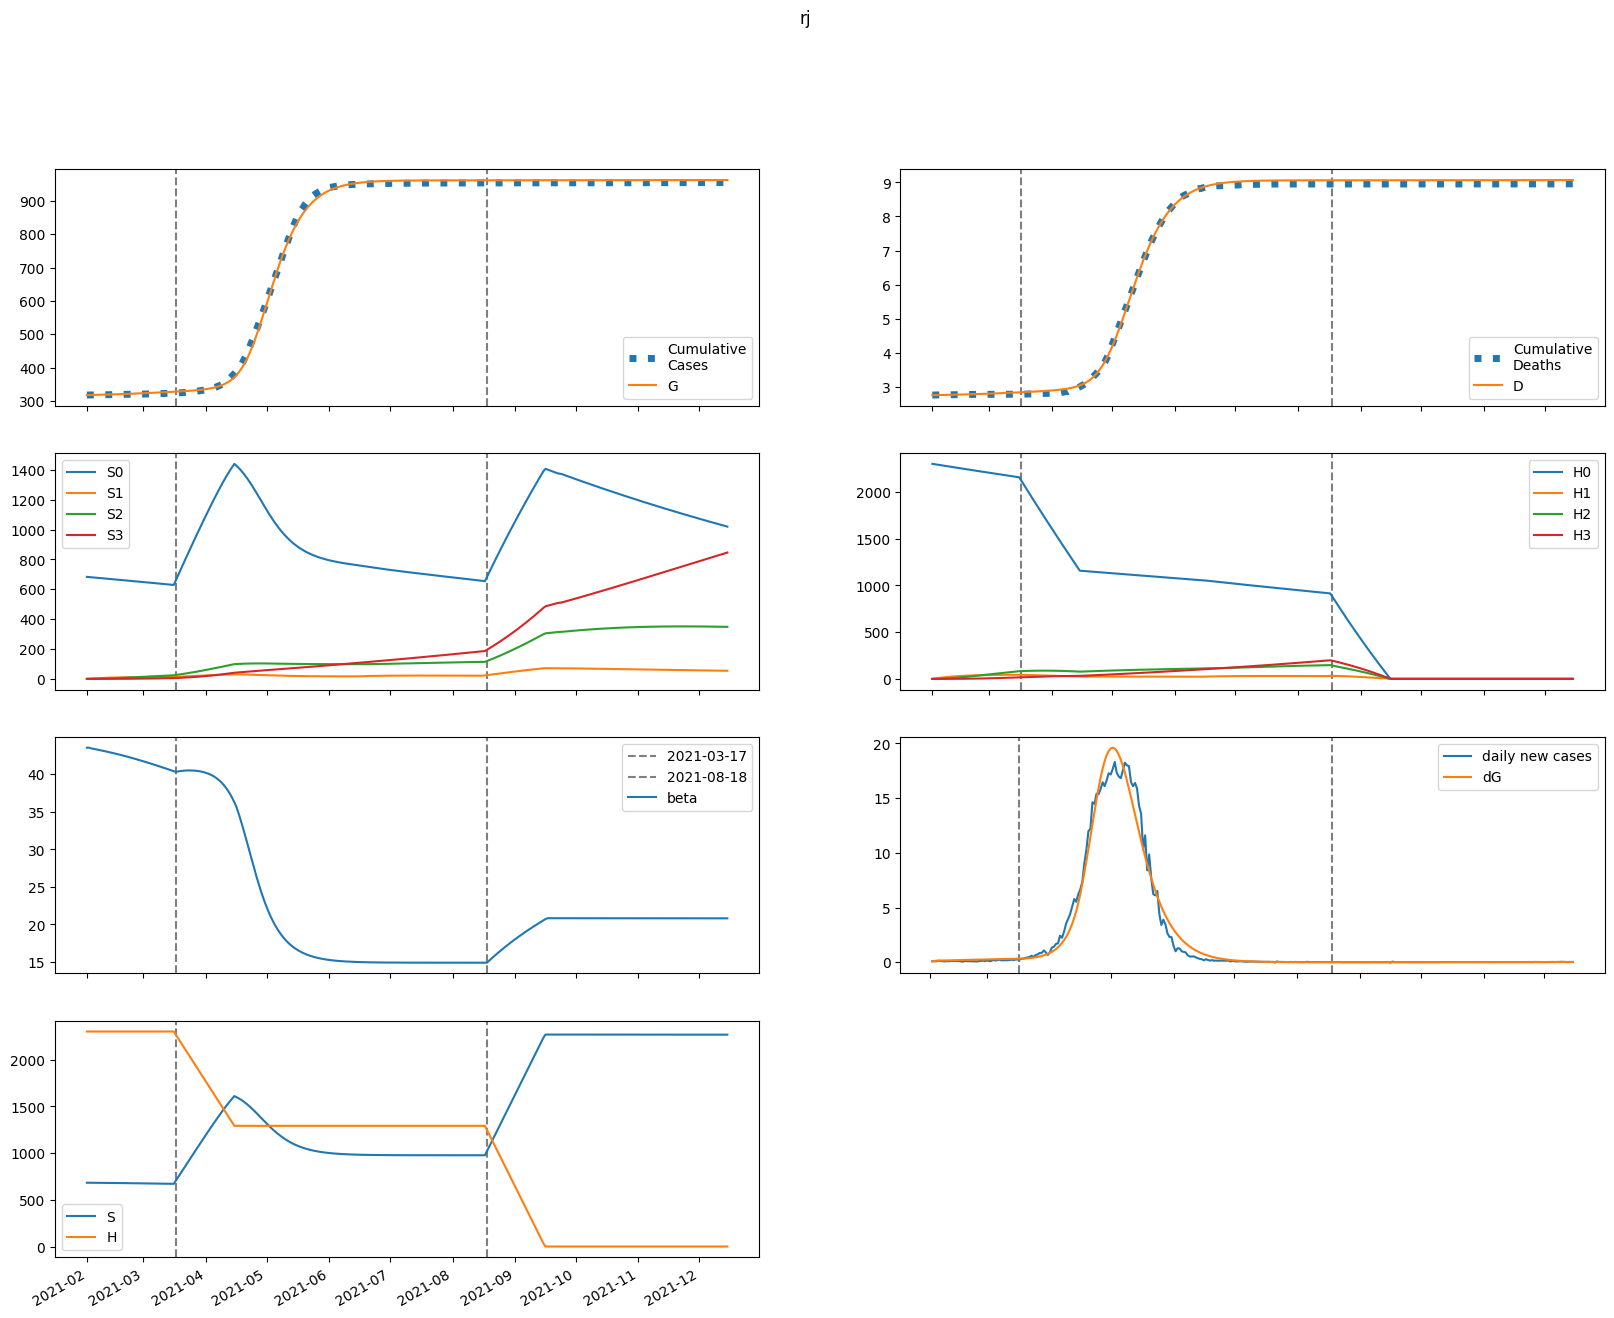 rj
900
800
700
600
500
400
300
Cumulative
Cases
G
9
8
7
6
5
4
3
Cumulative
Deaths
D
1400
1200
1000
800
600
400
200
0
S0
S1
S2
S3
2000
1500
1000
500
0
H0
H1
H2
H3
40
35
30
25
20
15
2021-03-17
2021-08-18
beta
20
15
10
5
0
daily new cases
dG
2000
1500
1000
500
0
S
H
2021-02
2021-03
2021-04
2021-05
2021-06
2021-07
2021-08
2021-09
2021-10
2021-11
2021-12